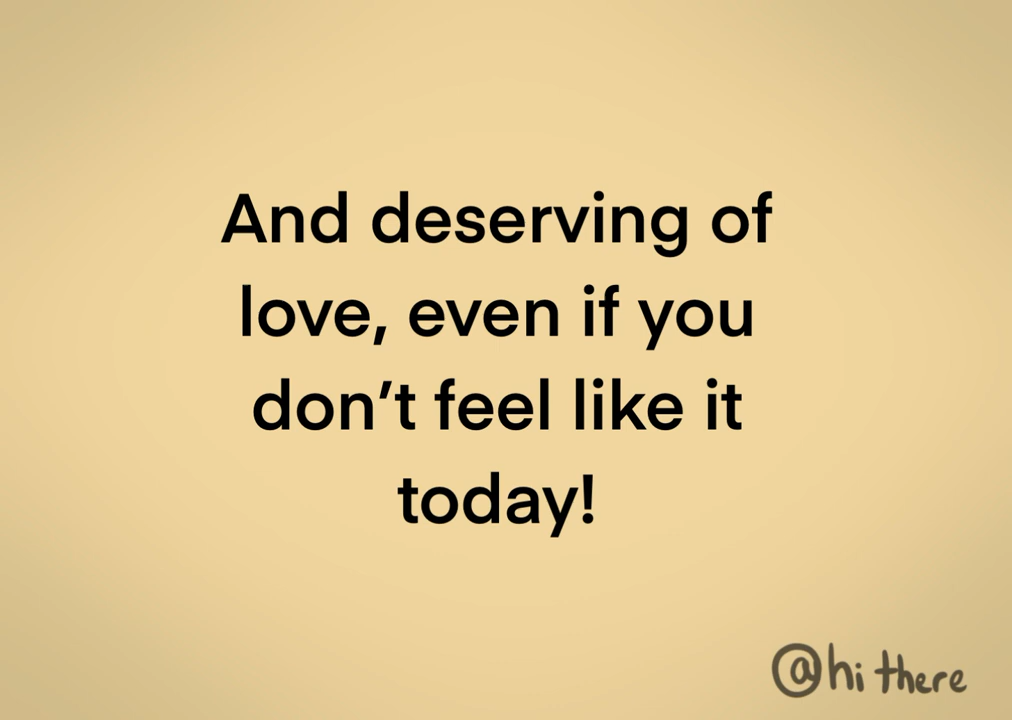 And deserving of
love, even if you
don’t feel like it
today!
@hi there